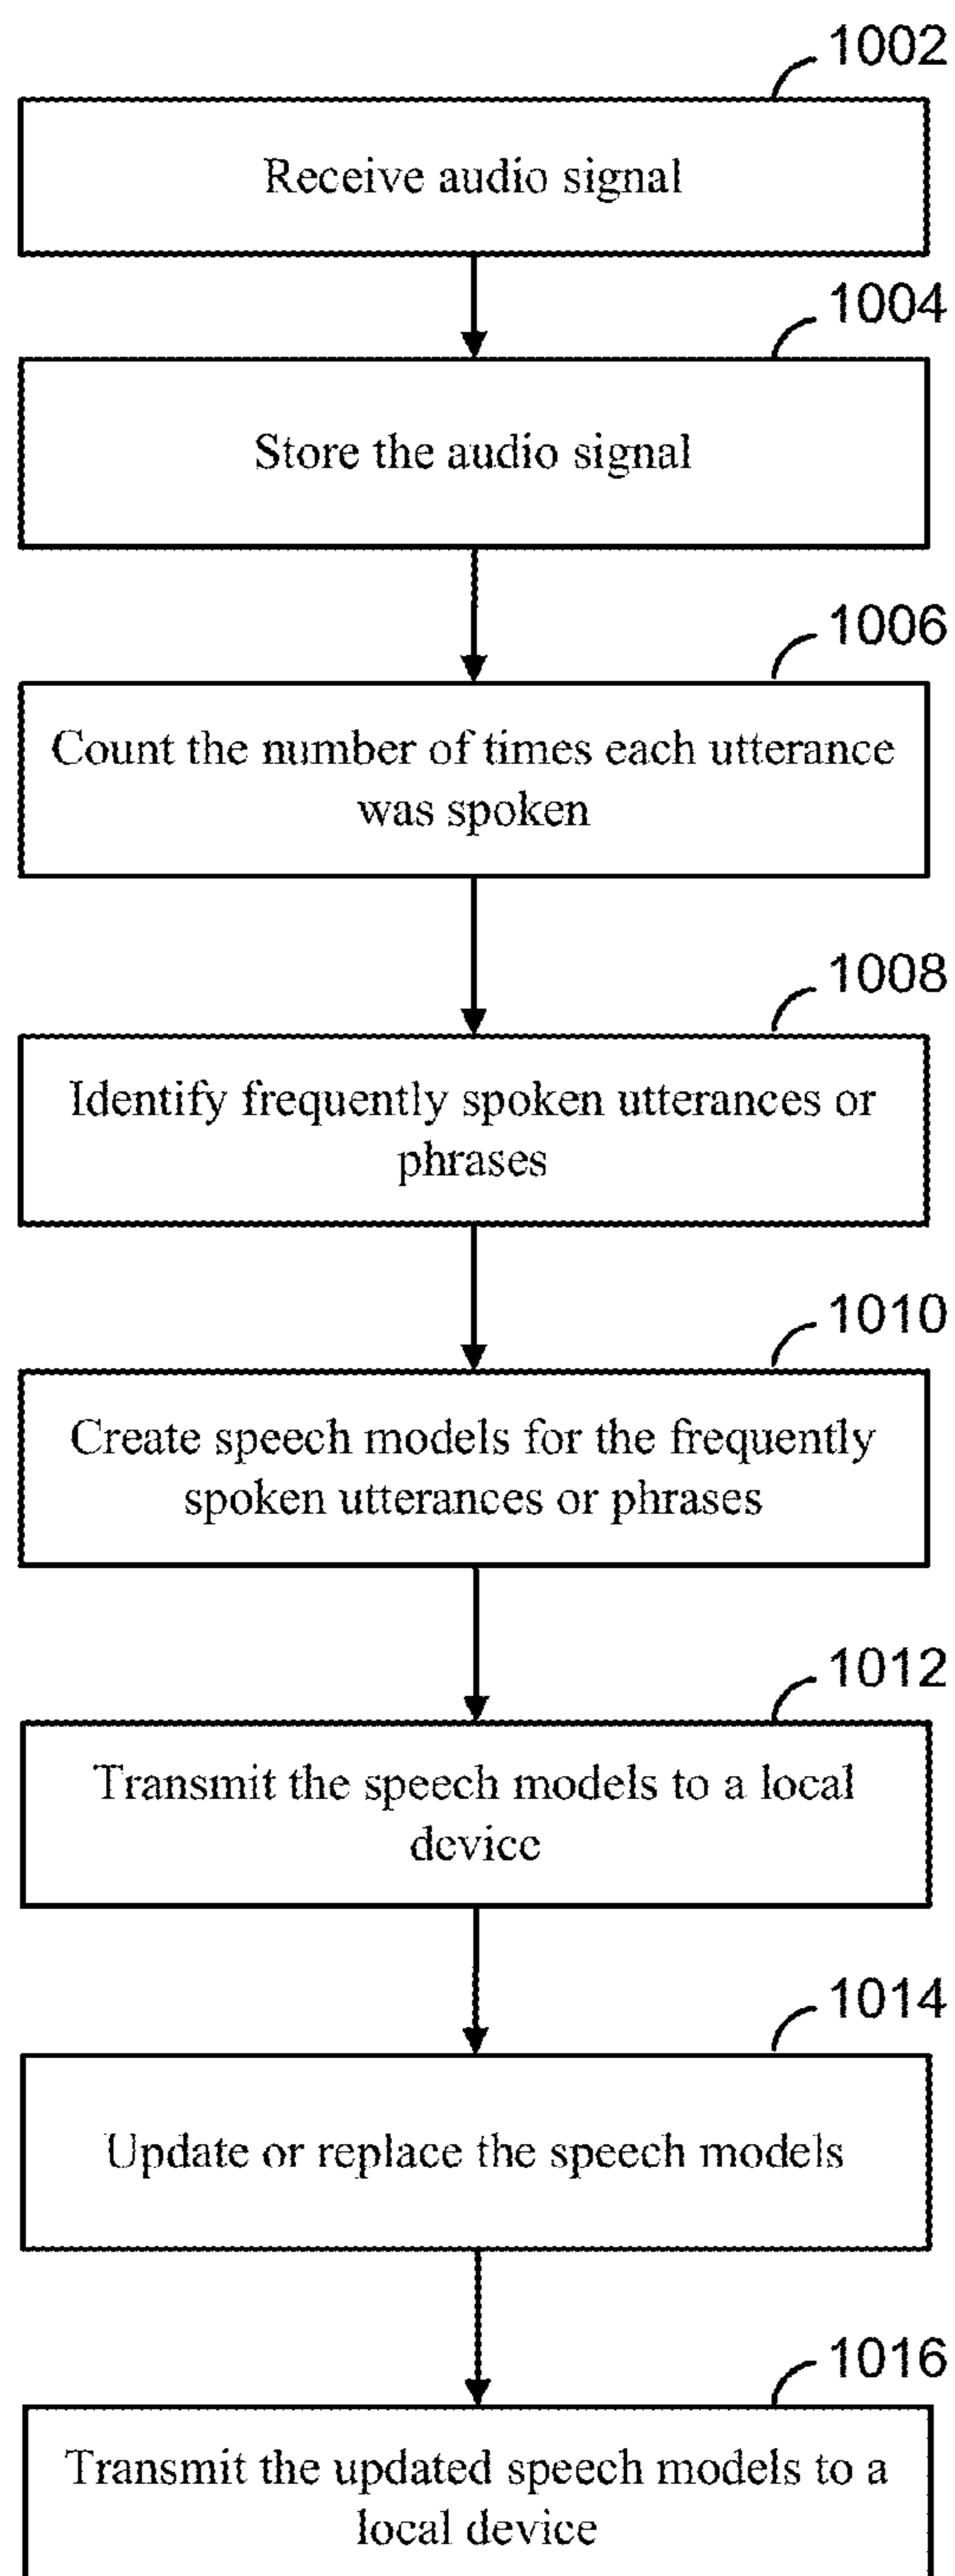 1002
Receive audio signal
1004
Store the audio signal
1006
Count the number of times each utterance
was spoken
1008
Identify frequently spoken utterances or
phrases
1010
Create speech models for the frequently
spoken utterances or phrases
1012
Transmit the speech models to a local
device
1014
Update or replace the speech models
1016
Transmit the updated speech models to a
local device